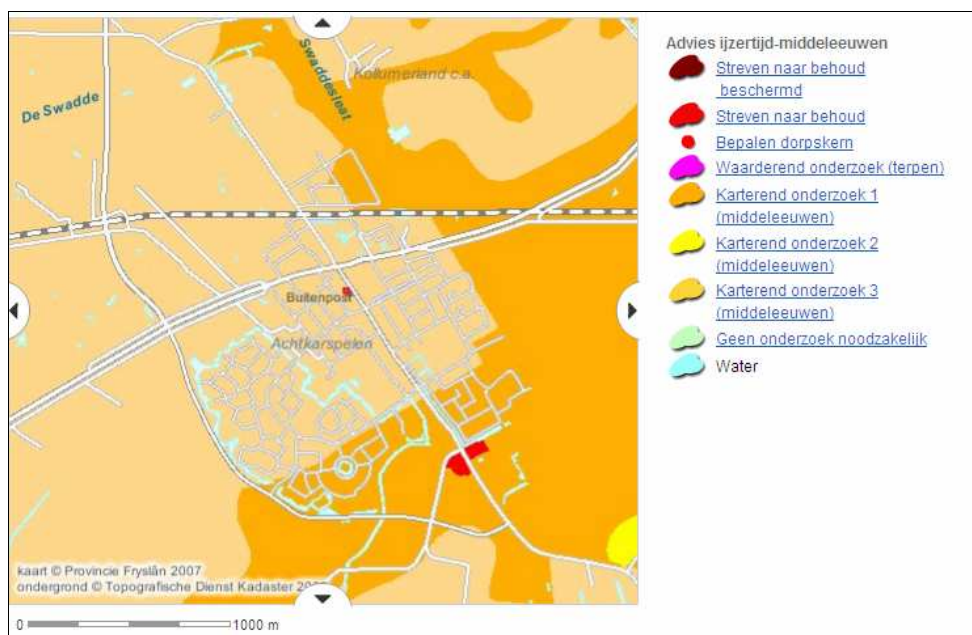 De Swadde
Swaddesleat
Kollumerland c.a.
Buitenpost
Achtkarspelen
kaart © Provincie Fryslân 2007
ondergrond © Topografische Dienst Kadaster
0 1000 m
Advies ijzertijd-middeleeuwen
Streven naar behoud
beschermd
Streven naar behoud
Bepalen dorpskern
Waarderend onderzoek (terpen)
Karterend onderzoek 1
(middeleeuwen)
Karterend onderzoek 2
(middeleeuwen)
Karterend onderzoek 3
(middeleeuwen)
Geen onderzoek noodzakelijk
Water